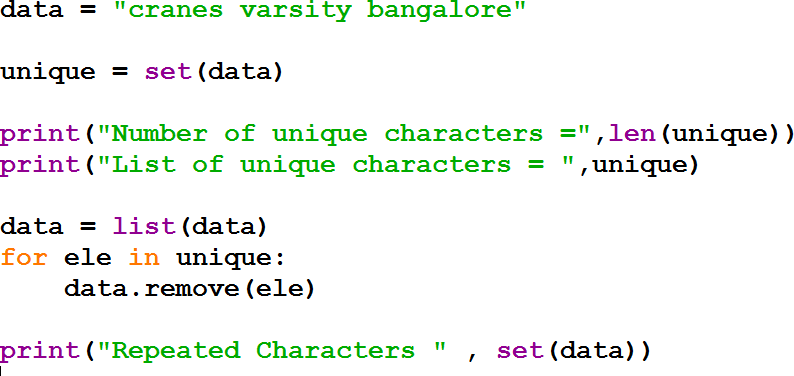 data = "cranes varsity bangalore"
unique = set(data)
print("Number of unique characters =",len(unique))
print("List of unique characters = ",unique)
data = list(data)
for ele in unique:
    data.remove(ele)
print("Repeated Characters " , set(data))